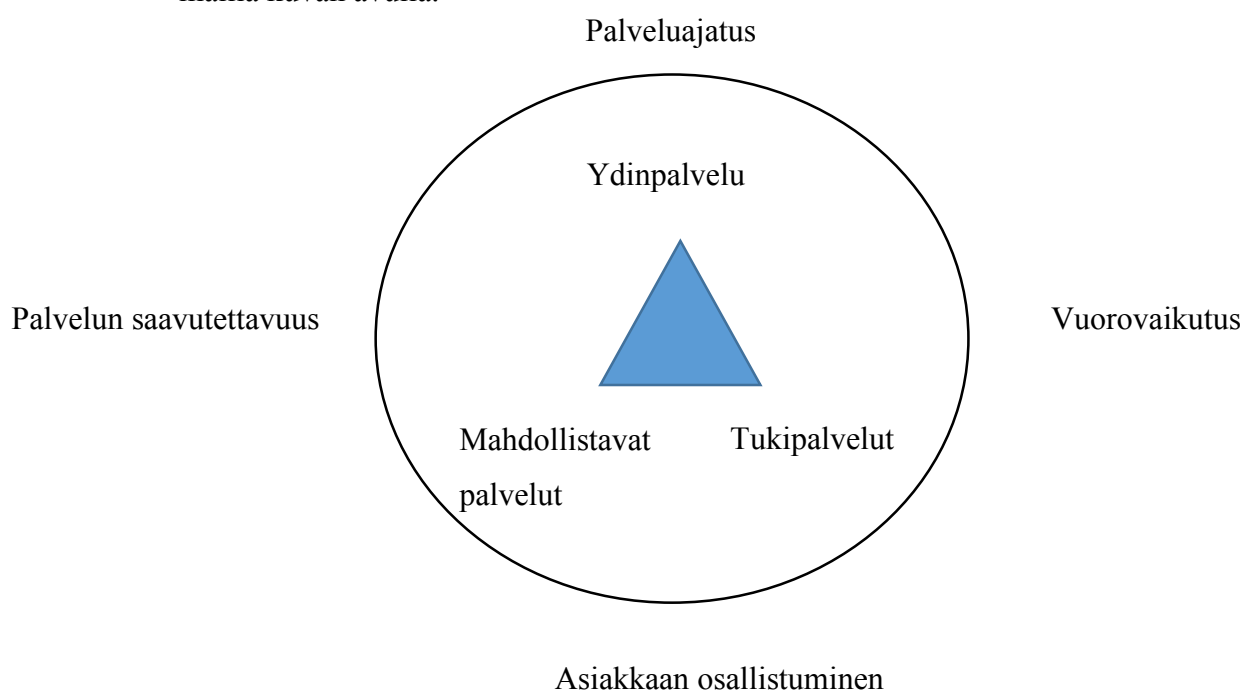 Palveluajatus
Ydinpalvelu
Palvelun saavutettavuus
Vuorovaikutus
Mahdollistavat
palvelut
Tukipalvelut
Asiakkaan osallistuminen